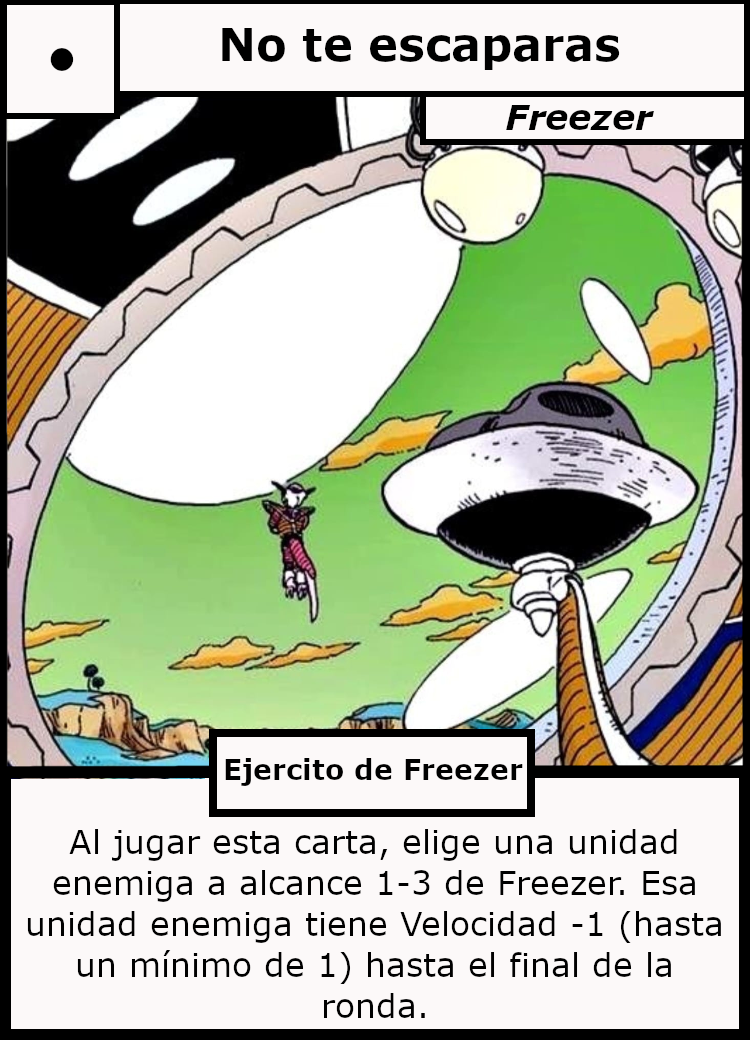 •
No te escaparas
Freezer
Ejercito de Freezer
Al jugar esta carta, elige una unidad
enemiga a alcance 1-3 de Freezer. Esa
unidad enemiga tiene Velocidad -1 (hasta
un mínimo de 1) hasta el final de la
ronda.